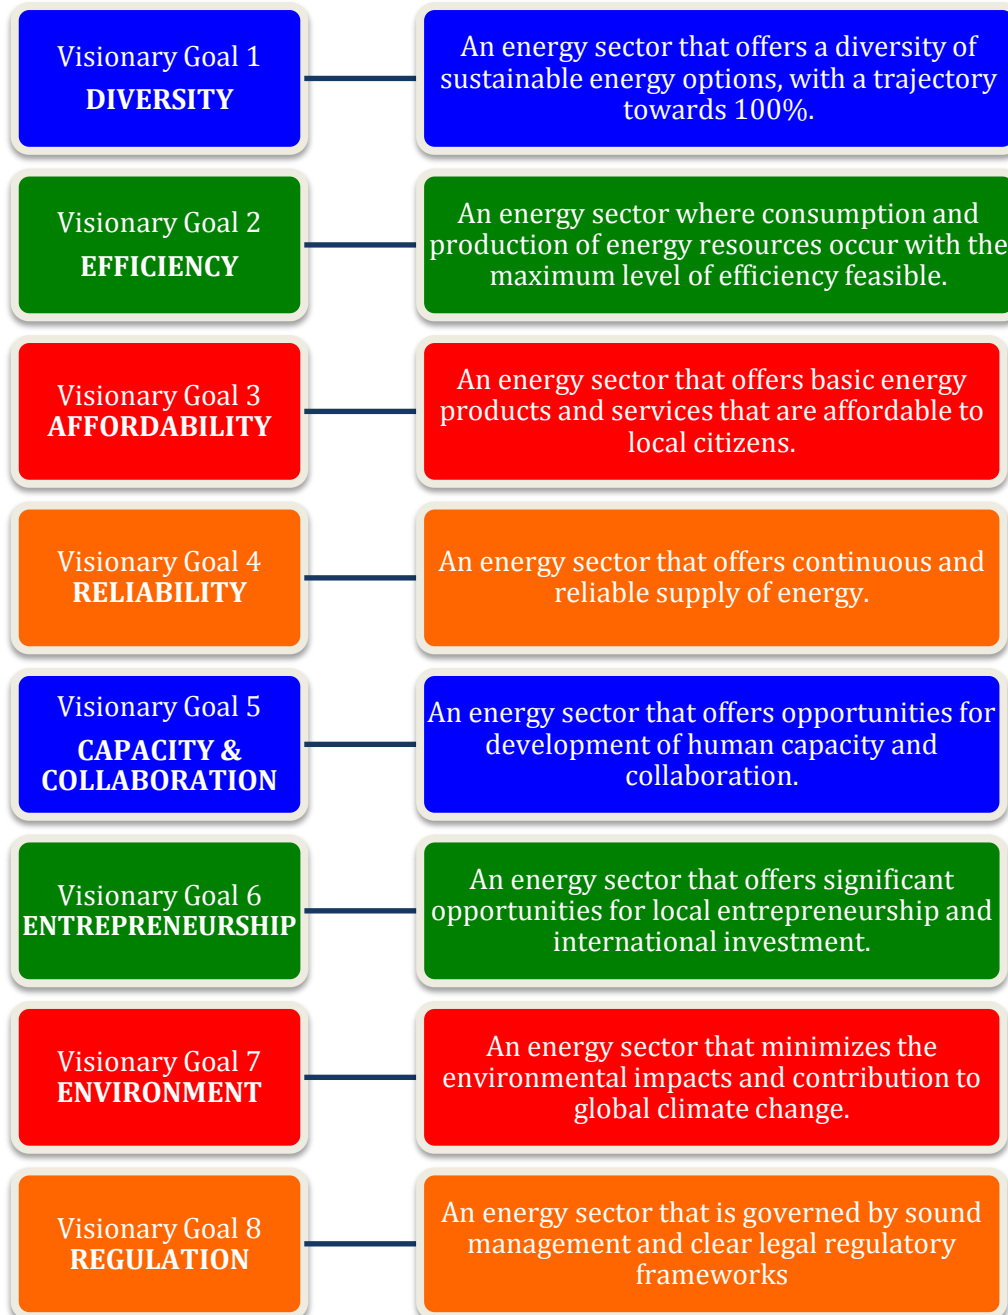 Visionary Goal 1
DIVERSITY
An energy sector that offers a diversity of
sustainable energy options, with a trajectory
towards 100%.
Visionary Goal 2
EFFICIENCY
An energy sector where consumption and
production of energy resources occur with the
maximum level of efficiency feasible.
Visionary Goal 3
AFFORDABILITY
An energy sector that offers basic energy
products and services that are affordable to
local citizens.
Visionary Goal 4
RELIABILITY
An energy sector that offers continuous and
reliable supply of energy.
Visionary Goal 5
CAPACITY &
COLLABORATION
An energy sector that offers opportunities for
development of human capacity and
collaboration.
Visionary Goal 6
ENTREPRENEURSHIP
An energy sector that offers significant
opportunities for local entrepreneurship and
international investment.
Visionary Goal 7
ENVIRONMENT
An energy sector that minimizes the
environmental impacts and contribution to
global climate change.
Visionary Goal 8
REGULATION
An energy sector that is governed by sound
management and clear legal regulatory
frameworks